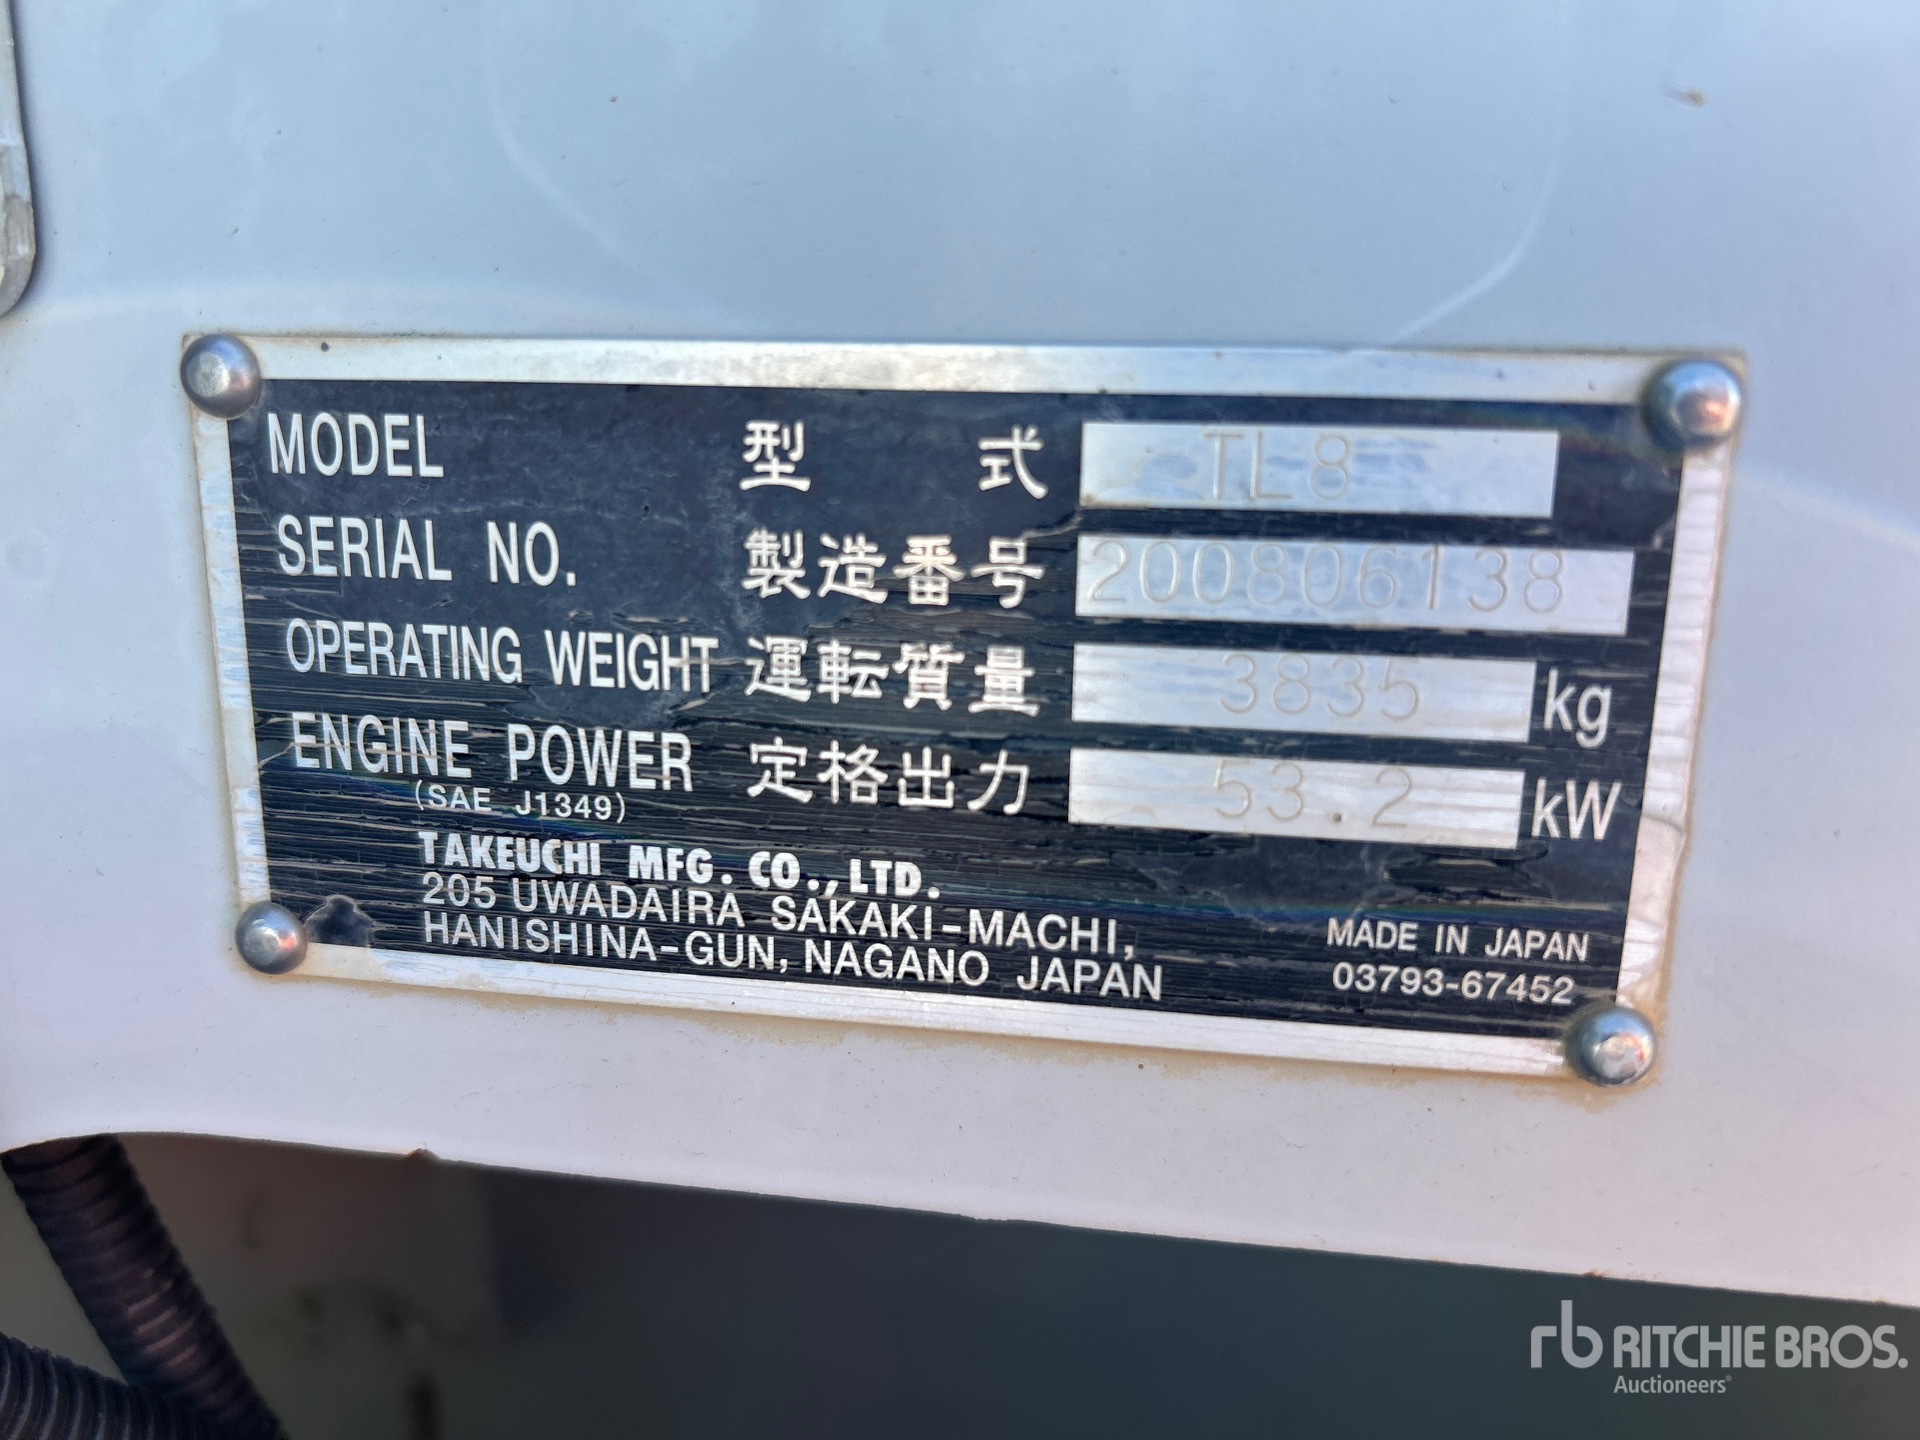 MODEL 型 式 TL8
SERIAL NO. 製造番号 200806138
OPERATING WEIGHT 運転質量 3835 kg
ENGINE POWER 定格出力 53.2 kW
(SAE J1349)
TAKEUCHI MFG. CO., LTD.
205 UWADAIRA SAKAKI-MACHI,
HANISHINA-GUN, NAGANO JAPAN
MADE IN JAPAN
03793-67452
rb RITCHIE BROS.
Auctioneers®